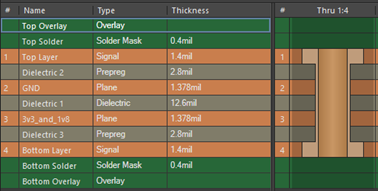 # Name Type Thickness # Thru 1:4
Top Overlay Overlay
Top Solder Solder Mask 0.4mil
1 Top Layer Signal 1.4mil 1
Dielectric 2 Prepreg 2.8mil
2 GND Plane 1.378mil 2
Dielectric 1 Dielectric 12.6mil
3 3v3_and_1v8 Plane 1.378mil 3
Dielectric 3 Prepreg 2.8mil
4 Bottom Layer Signal 1.4mil 4
Bottom Solder Solder Mask 0.4mil
Bottom Overlay Overlay